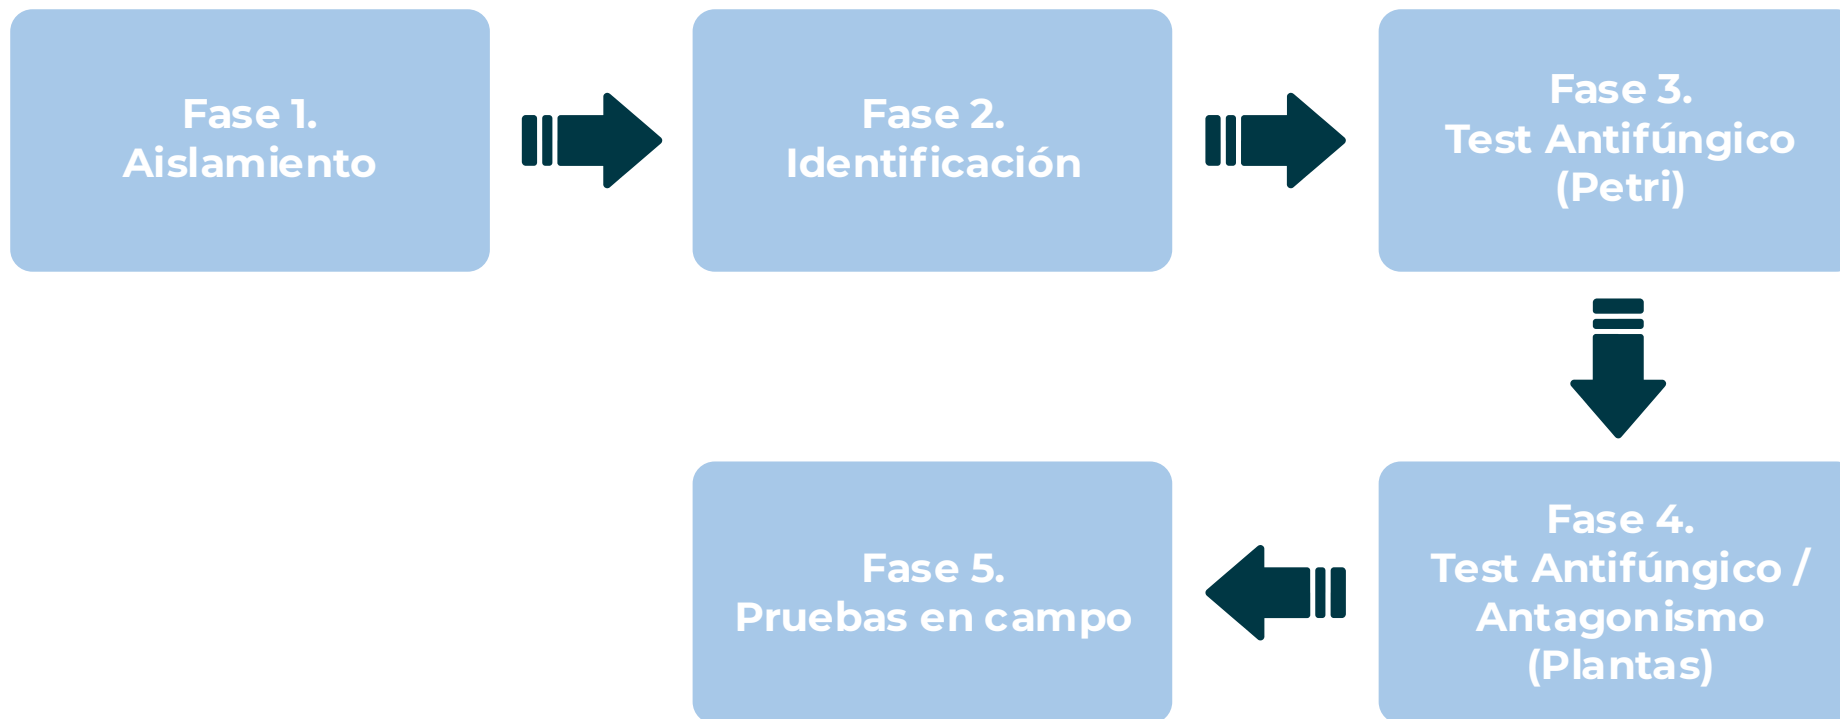 Fase 1.
Aislamiento
Fase 2.
Identificación
Fase 3.
Test Antifúngico
(Petri)
Fase 4.
Test Antifúngico /
Antagonismo
(Plantas)
Fase 5.
Pruebas en campo